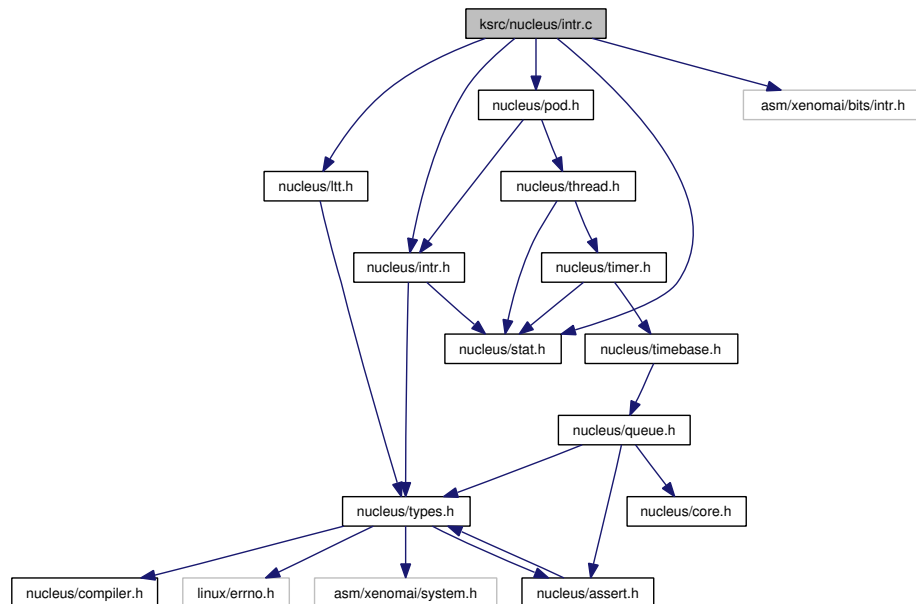 ksrc/nucleus/intr.c
nucleus/pod.h
asm/xenomai/bits/intr.h
nucleus/ltt.h
nucleus/thread.h
nucleus/intr.h
nucleus/timer.h
nucleus/stat.h
nucleus/timebase.h
nucleus/queue.h
nucleus/types.h
nucleus/core.h
nucleus/compiler.h
linux/errno.h
asm/xenomai/system.h
nucleus/assert.h